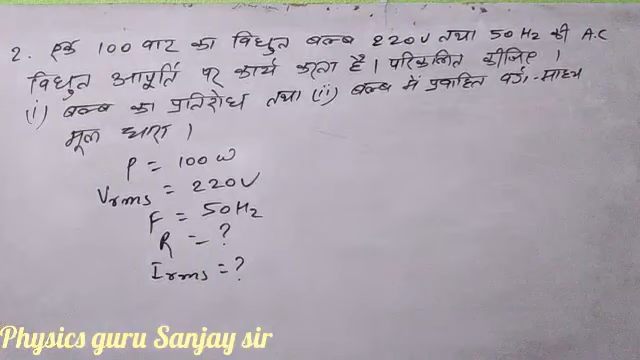 2. एक 100 वाट का विधुत बल्ब 220V तथा 50Hz की A.C
विधुत आपूर्ति पर कार्य करता है। परिकलित कीजिए।
(i) बल्ब का प्रतिरोध तथा (ii) बल्ब में प्रवाहित वर्ग-माध्य
मूल धारा।
P = 100 W
Vrms = 220V
F = 50Hz
R = ?
Irms = ?
Physics guru Sanjay sir